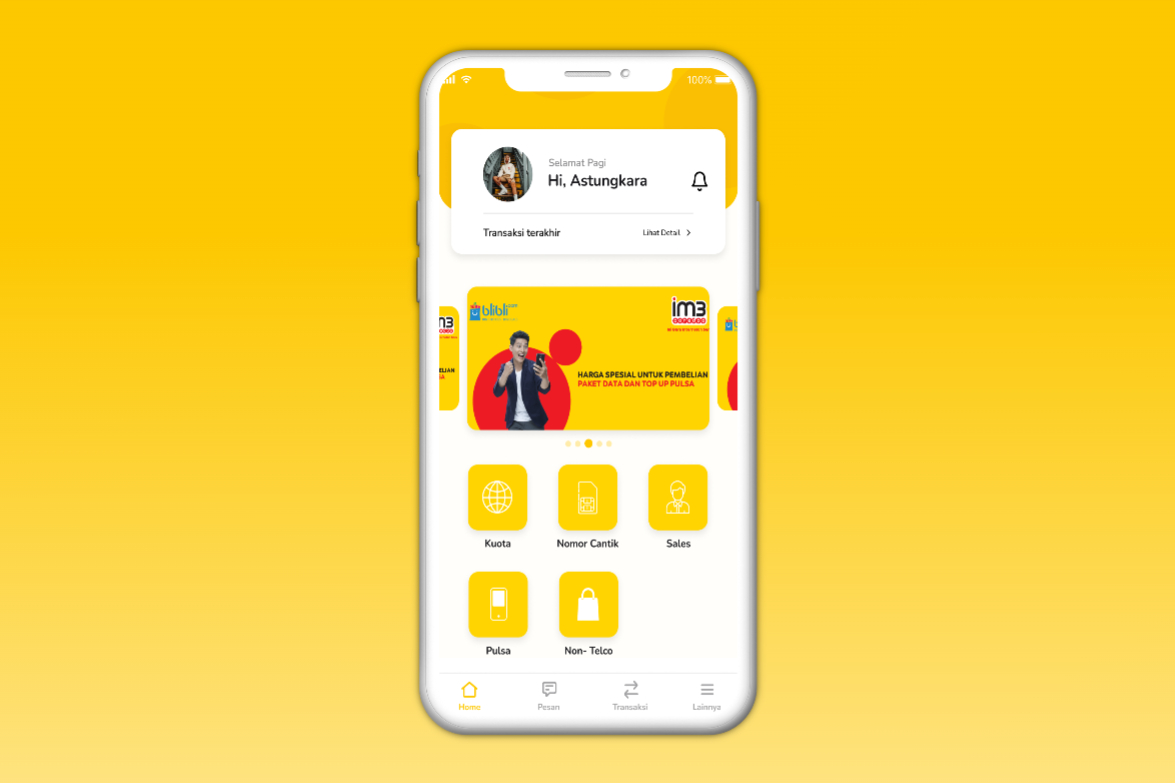 100%
Selamat Pagi
Hi, Astungkara
Transaksi terakhir
Lihat Detail
blibli.com
im3
ooredoo
HARGA SPESIAL UNTUK PEMBELIAN
PAKET DATA DAN TOP UP PULSA
Kuota
Nomor Cantik
Sales
Pulsa
Non- Telco
Home
Pesan
Transaksi
Lainnya